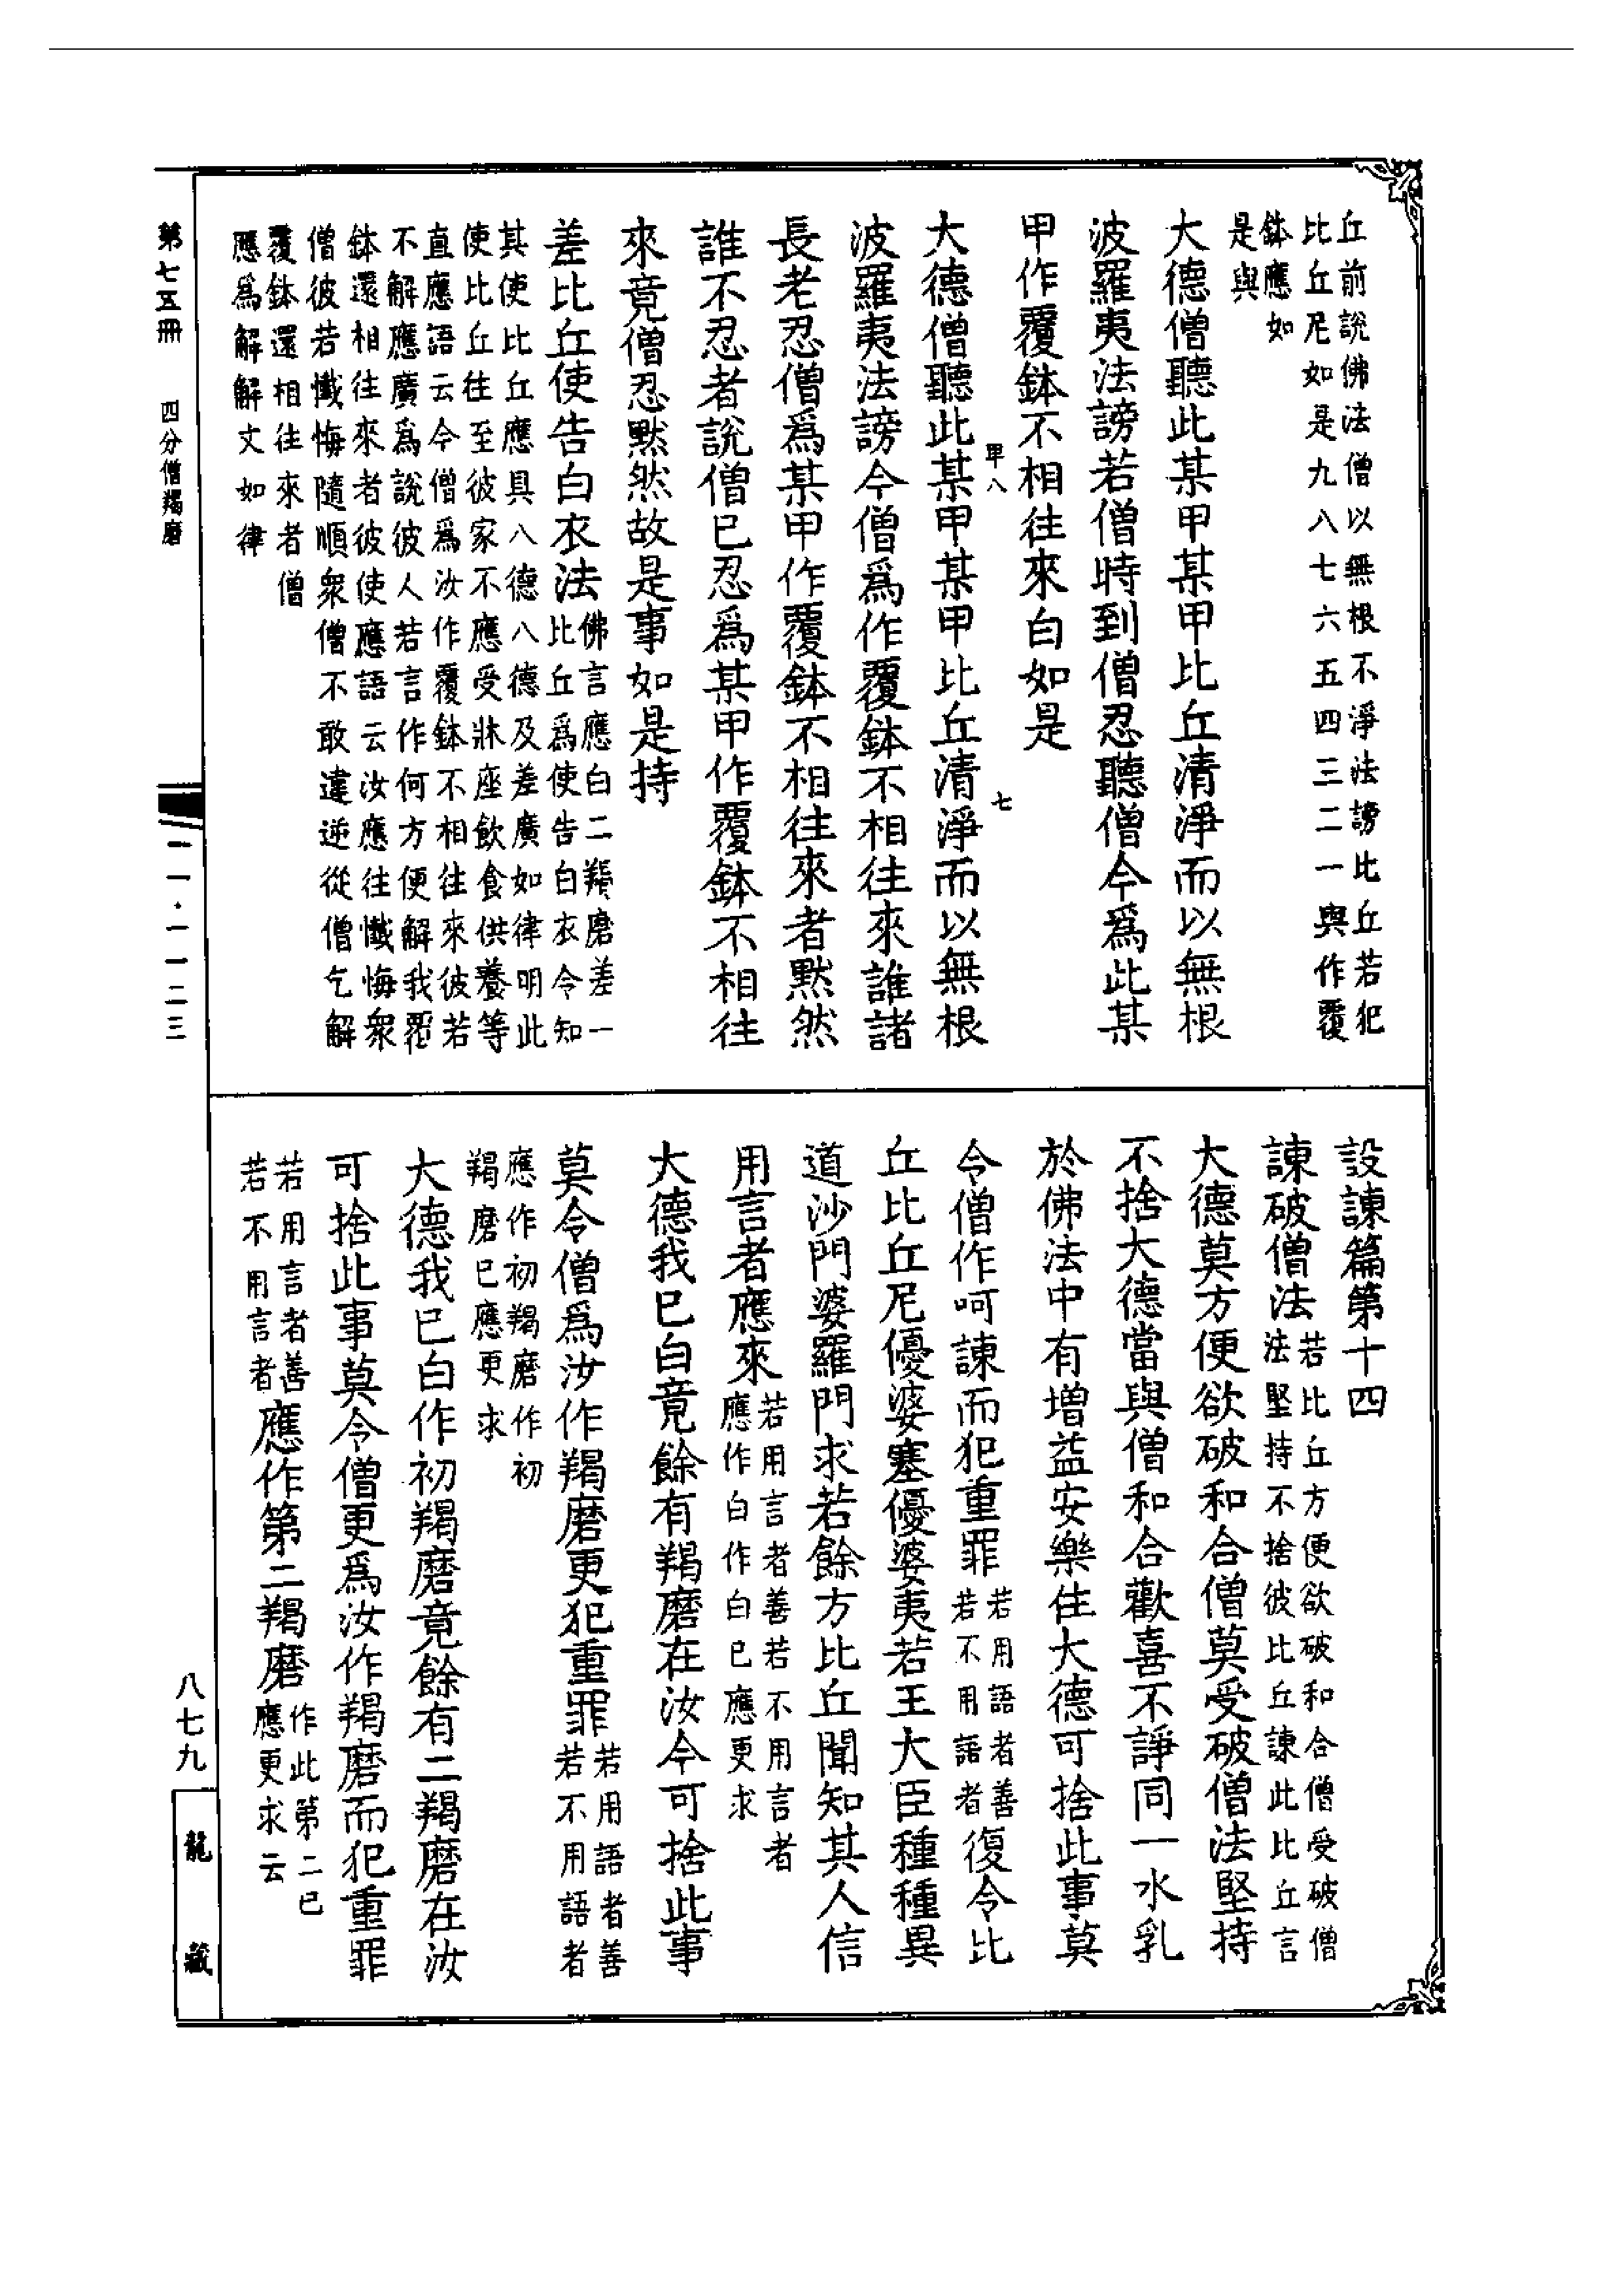 丘前說佛法僧以無根不淨法謗比丘若犯
比丘尼如是九八七六五四三二一與作覆
鉢應如
是與
大德僧聽此某甲某甲比丘清淨而以無根
波羅夷法謗若僧時到僧忍聽僧今爲此某
甲作覆鉢不相往來白如是
單八
七
大德僧聽此某甲某甲比丘清淨而以無根
波羅夷法謗今僧爲作覆鉢不相往來誰諸
長老忍僧爲某甲作覆鉢不相往來者默然
誰不忍者說僧已忍爲某甲作覆鉢不相往
來竟僧忍默然故是事如是持
差比丘使告白衣法
佛言應白二羯磨差一
比丘爲使告白衣令知
其使比丘應具八德八德及差廣如律明此
使比丘往至彼家不應受牀座飲食供養等
直應語云今僧爲汝作覆鉢不相往來彼若
不解應廣爲說彼人若言作何方便解我覆
鉢還相往來者彼使應語云汝應往懺悔衆
僧彼若懺悔隨順衆僧不敢違逆從僧乞解
覆鉢還相往來者僧
應爲解解文如律
第七五冊
四分僧羯磨
二一·一一二三
設諫篇第十四
諫破僧法
若比丘方便欲破和合僧受破僧
法堅持不捨彼比丘諫此比丘言
大德莫方便欲破和合僧莫受破僧法堅持
不捨大德當與僧和合歡喜不諍同一水乳
於佛法中有增益安樂住大德可捨此事莫
令僧作呵諫而犯重罪
若用語者善
若不用語者
復令比
丘比丘尼優婆塞優婆夷若王大臣種種異
道沙門婆羅門求若餘方比丘聞知其人信
用言者應來
若用言者善若不用言者
應作白作白已應更求
大德我已白竟餘有羯磨在汝今可捨此事
莫令僧爲汝作羯磨更犯重罪
若用語者善
若不用語者
應作初羯磨作初
羯磨已應更求
大德我已白作初羯磨竟餘有二羯磨在汝
可捨此事莫令僧更爲汝作羯磨而犯重罪
若用言者善
若不用言者
應作第二羯磨
作此第二已
應更求云
八七九
龍藏